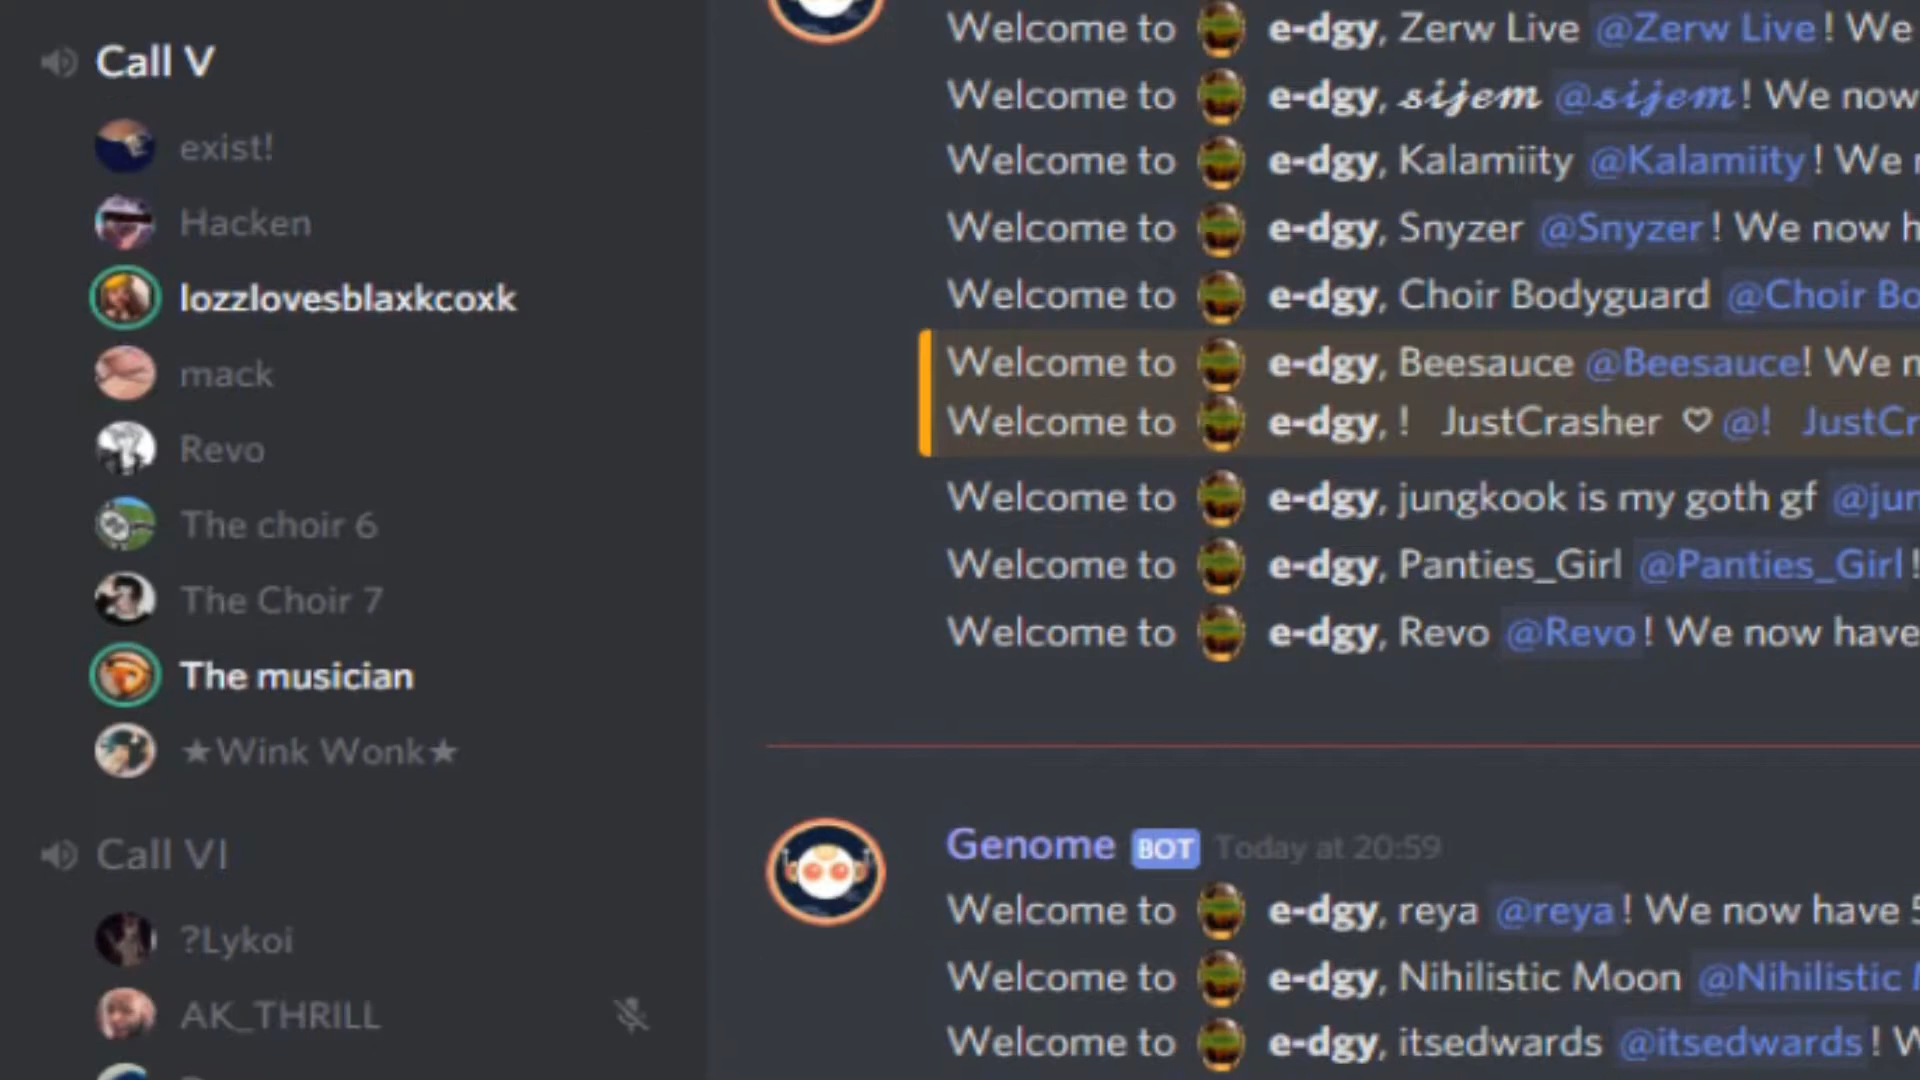 Call V
exist!
Hacken
lozzlovesblaxkcoxk
mack
Revo
The choir 6
The Choir 7
The musician
★Wink Wonk★
Call VI
?Lykoi
AK_THRILL
Welcome to e-dgy, Zerw Live @Zerw Live! We
Welcome to e-dgy, 𝓼𝓲𝓳𝓮𝓶 @𝓼𝓲𝓳𝓮𝓶! We now
Welcome to e-dgy, Kalamiity @Kalamiity! We
Welcome to e-dgy, Snyzer @Snyzer! We now h
Welcome to e-dgy, Choir Bodyguard @Choir Bo
Welcome to e-dgy, Beesauce @Beesauce! We n
Welcome to e-dgy, ! JustCrasher ♡ @! JustCr
Welcome to e-dgy, jungkook is my goth gf @jun
Welcome to e-dgy, Panties_Girl @Panties_Girl!
Welcome to e-dgy, Revo @Revo! We now have
Genome BOT Today at 20:59
Welcome to e-dgy, reya @reya! We now have 5
Welcome to e-dgy, Nihilistic Moon @Nihilistic
Welcome to e-dgy, itsedwards @itsedwards! W